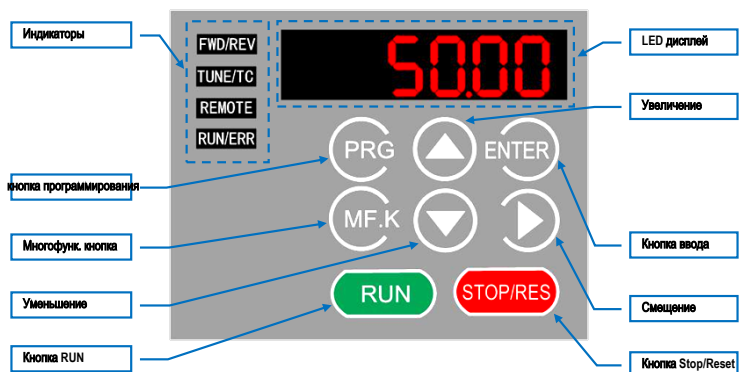 Индикаторы
FWD/REV
TUNE/TC
REMOTE
RUN/ERR
50.00
LED дисплей
Увеличение
PRG
ENTER
кнопка программирования
MF.K
Многофунк. кнопка
Кнопка ввода
Уменьшение
RUN
STOP/RES
Смещение
Кнопка RUN
Кнопка Stop/Reset